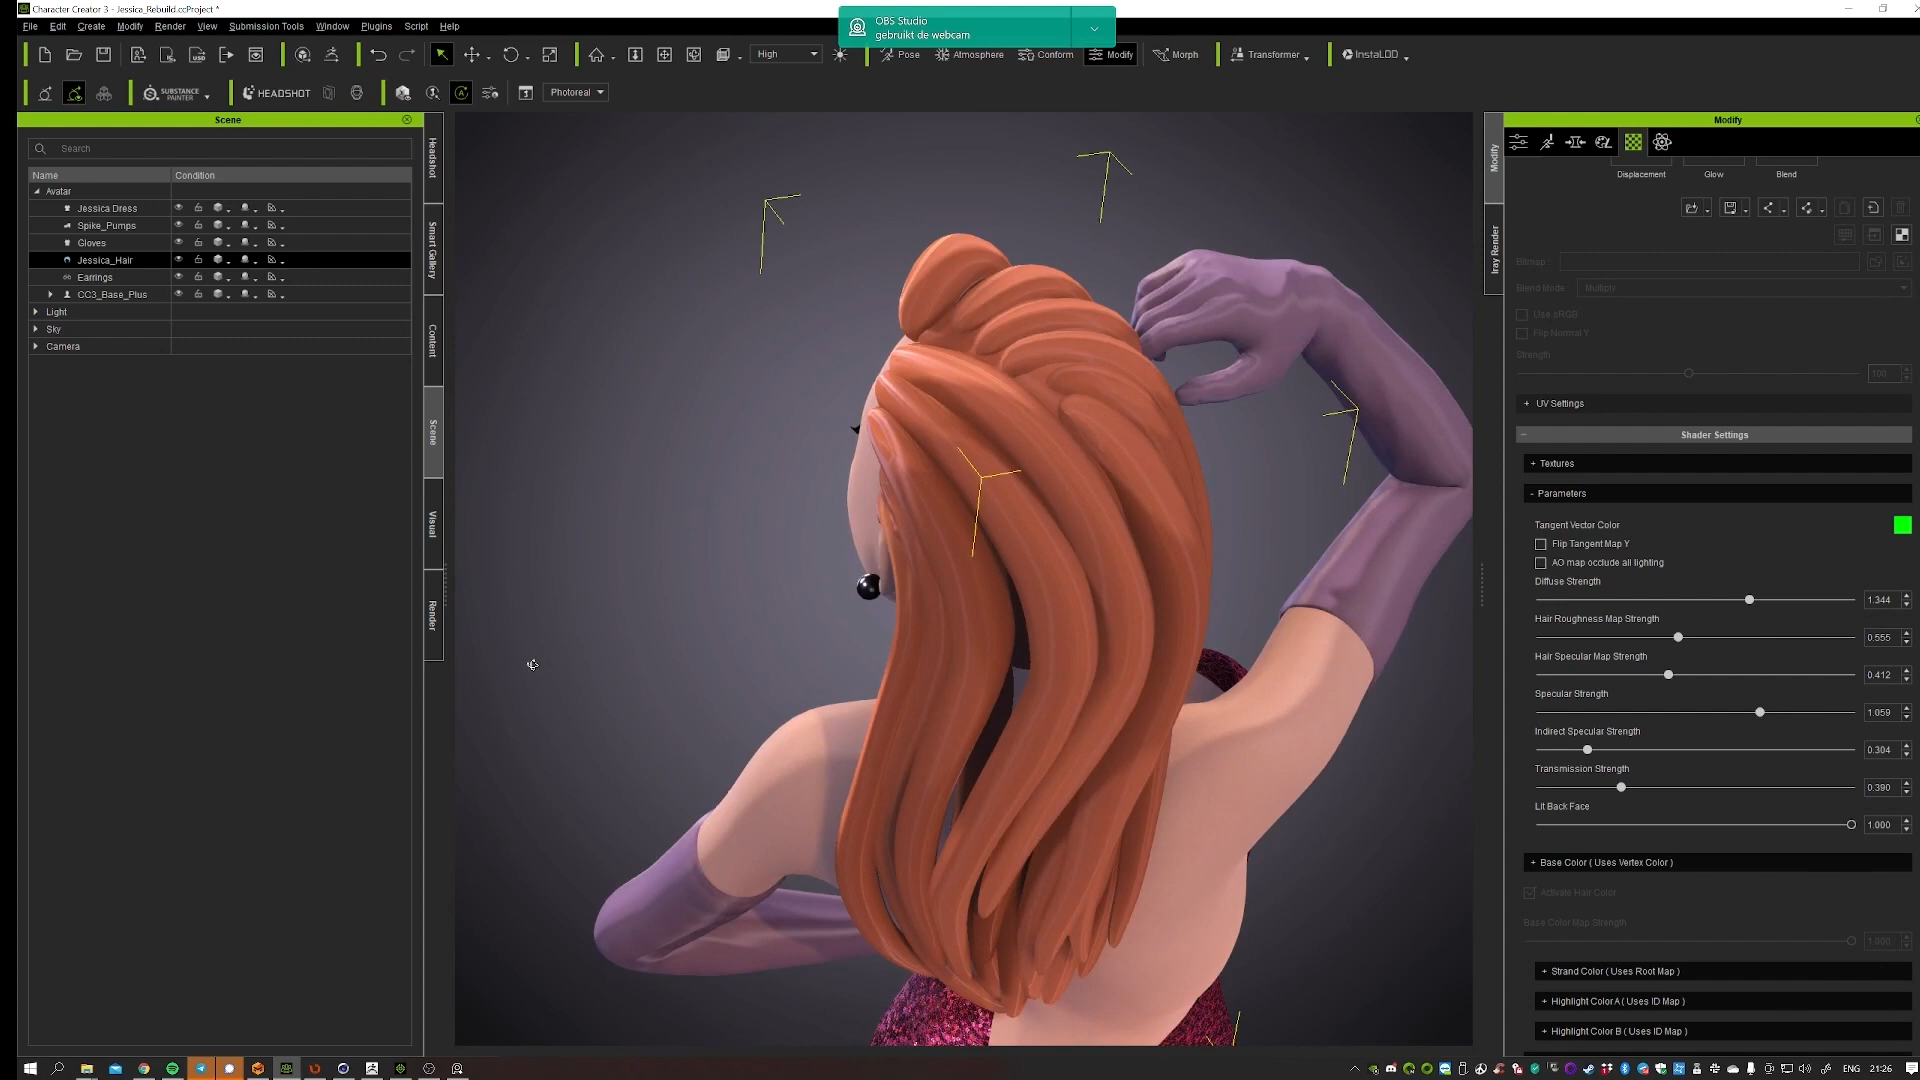 Character Creator 3 - Jessica_Rebuild.ccProject *
File Edit Create Modify Render View Submission Tools Window Plugins Script Help
OBS Studio
gebruikt de webcam
High
Pose
Atmosphere
Conform
Modify
Morph
Transformer
InstaLOD
SUBSTANCE
PAINTER
HEADSHOT
Photoreal
Scene
Search
Name Condition
Avatar
Jessica Dress
Spike_Pumps
Gloves
Jessica_Hair
Earrings
CC3_Base_Plus
Light
Sky
Camera
Headshot
Smart Gallery
Content
Scene
Visual
Render
Modify
Iray Render
Modify
Displacement Glow Blend
Bitmap :
Blend Mode : Multiply
Use sRGB
Flip Normal Y
Strength
100
+ UV Settings
Shader Settings
+ Textures
- Parameters
Tangent Vector Color
Flip Tangent Map Y
AO map occlude all lighting
Diffuse Strength
1.344
Hair Roughness Map Strength
0.555
Hair Specular Map Strength
0.412
Specular Strength
1.059
Indirect Specular Strength
0.304
Transmission Strength
0.390
Lit Back Face
1.000
+ Base Color ( Uses Vertex Color )
Activate Hair Color
Base Color Map Strength
1.000
+ Strand Color ( Uses Root Map )
+ Highlight Color A ( Uses ID Map )
+ Highlight Color B ( Uses ID Map )
ENG 21:26